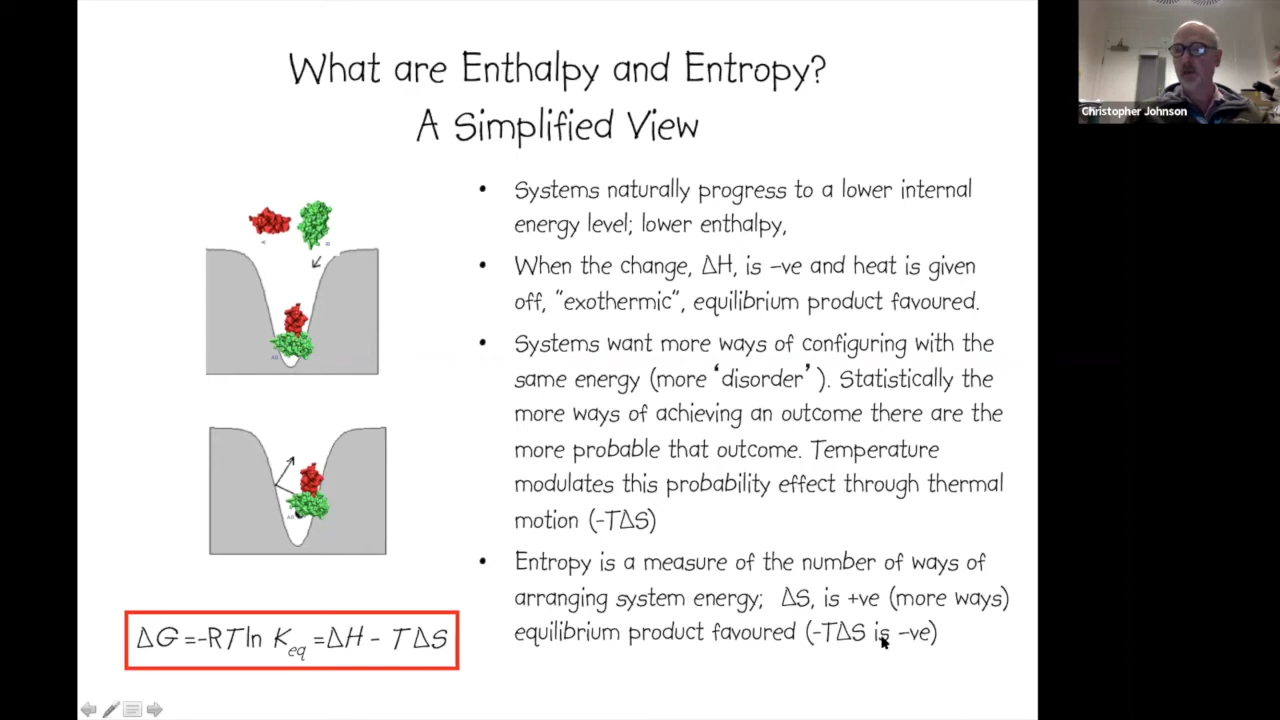 What are Enthalpy and Entropy?
A Simplified View
• Systems naturally progress to a lower internal
energy level; lower enthalpy,
• When the change, ΔH, is –ve and heat is given
off, "exothermic", equilibrium product favoured.
• Systems want more ways of configuring with the
same energy (more ‘disorder’ ). Statistically the
more ways of achieving an outcome there are the
more probable that outcome. Temperature
modulates this probability effect through thermal
motion (-TΔS)
• Entropy is a measure of the number of ways of
arranging system energy; ΔS, is +ve (more ways)
equilibrium product favoured (-TΔS is –ve)
A
B
AB
AB
ΔG =-RT ln Keq =ΔH - TΔS
Christopher Johnson